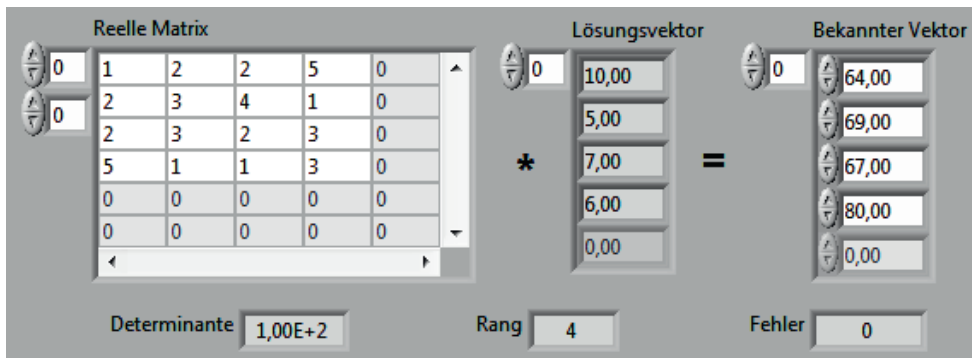 Reelle Matrix Lösungsvektor Bekannter Vektor
0 1 2 2 5 0 0 10,00 0 64,00
0 2 3 4 1 0 5,00 69,00
2 3 2 3 0 * 7,00 = 67,00
5 1 1 3 0 6,00 80,00
0 0 0 0 0 0,00 0,00
0 0 0 0 0
Determinante 1,00E+2 Rang 4 Fehler 0